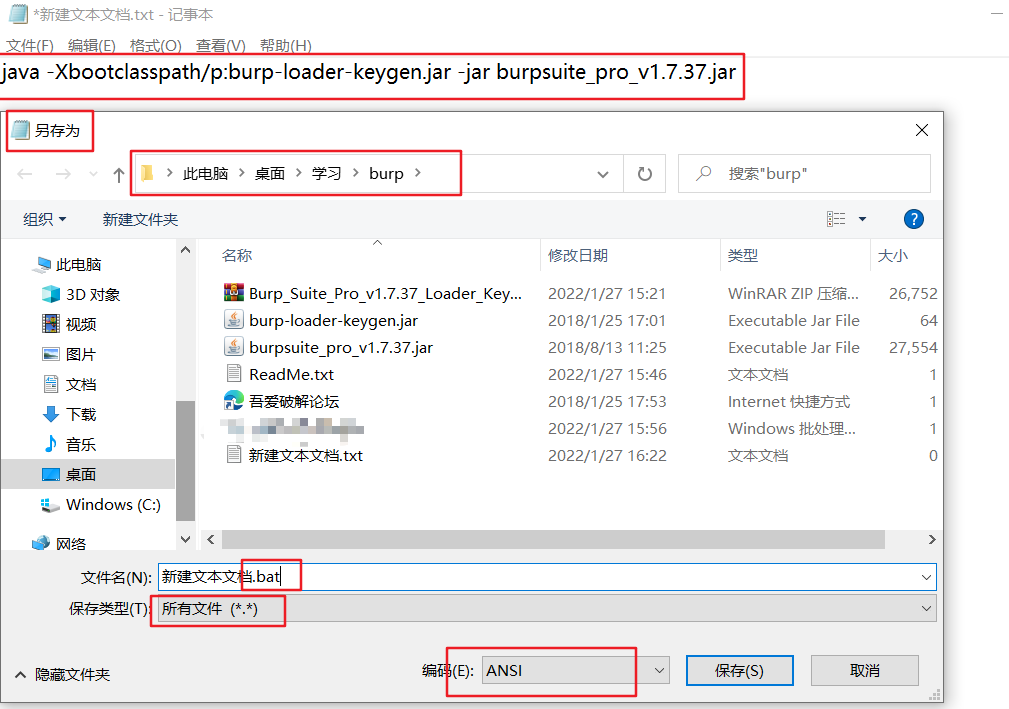 *新建文本文档.txt - 记事本
文件(F) 编辑(E) 格式(O) 查看(V) 帮助(H)
java -Xbootclasspath/p:burp-loader-keygen.jar -jar burpsuite_pro_v1.7.37.jar
另存为
此电脑 桌面 学习 burp 搜索"burp"
组织 新建文件夹 ?
名称 修改日期 类型 大小
此电脑
3D 对象
视频
图片
文档
下载
音乐
桌面
Windows (C:)
网络
Burp_Suite_Pro_v1.7.37_Loader_Key... 2022/1/27 15:21 WinRAR ZIP 压缩... 26,752
burp-loader-keygen.jar 2018/1/25 17:01 Executable Jar File 64
burpsuite_pro_v1.7.37.jar 2018/8/13 11:25 Executable Jar File 27,554
ReadMe.txt 2022/1/27 15:46 文本文档 1
吾爱破解论坛 2018/1/25 17:53 Internet 快捷方式 1
2022/1/27 15:56 Windows 批处理... 1
新建文本文档.txt 2022/1/27 16:22 文本文档 0
文件名(N): 新建文本文档.bat
保存类型(T): 所有文件 (*.*)
隐藏文件夹 编码(E): ANSI 保存(S) 取消